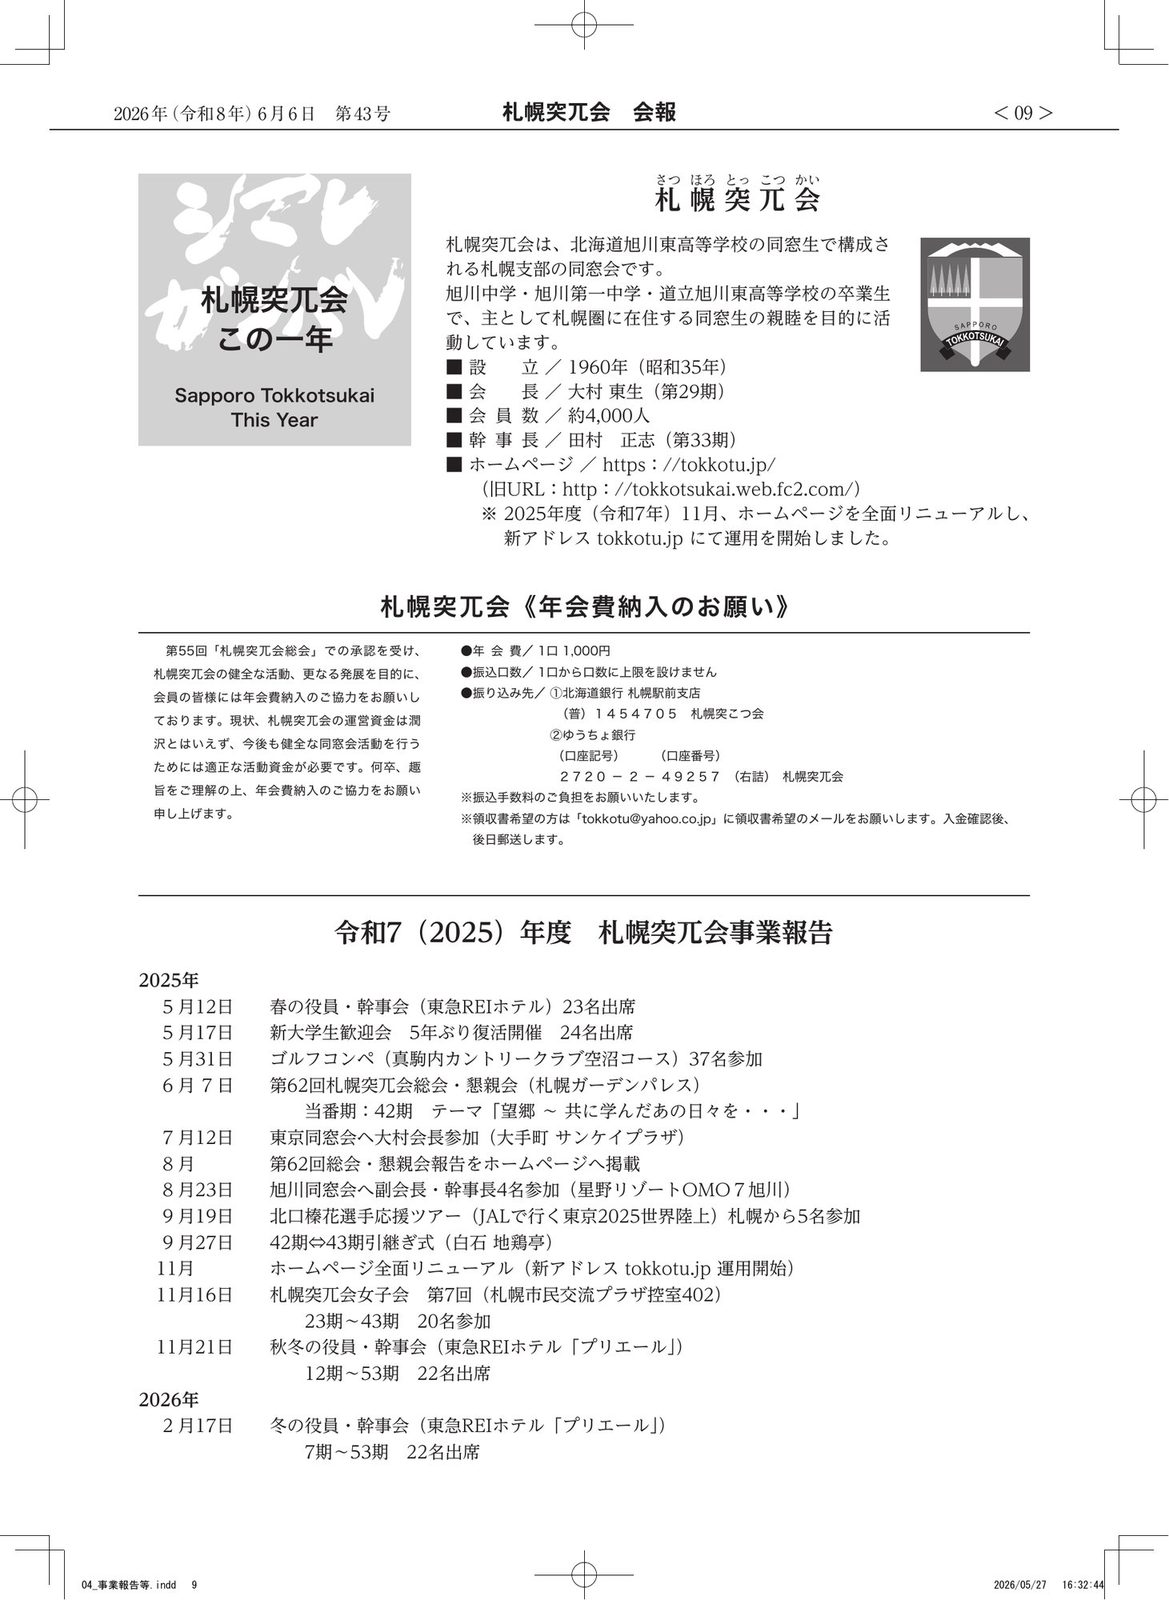 2026年（令和8年）6月6日　第43号
札幌突兀会　会報
＜09＞
シマレ
ガンバレ
札幌突兀会
この一年
Sapporo Tokkotsukai
This Year
さつ ほろ とっ こつ かい
札幌突兀会
札幌突兀会は、北海道旭川東高等学校の同窓生で構成さ
れる札幌支部の同窓会です。
旭川中学・旭川第一中学・道立旭川東高等学校の卒業生
で、主として札幌圏に在住する同窓生の親睦を目的に活
動しています。
■ 設　　立 ／ 1960年（昭和35年）
■ 会　　長 ／ 大村 東生（第29期）
■ 会 員 数 ／ 約4,000人
■ 幹 事 長 ／ 田村　正志（第33期）
■ ホームページ ／ https：//tokkotu.jp/
（旧URL：http：//tokkotsukai.web.fc2.com/）
※ 2025年度（令和7年）11月、ホームページを全面リニューアルし、
新アドレス tokkotu.jp にて運用を開始しました。
SAPPORO
TOKKOTSUKAI
札幌突兀会《年会費納入のお願い》
第55回「札幌突兀会総会」での承認を受け、
札幌突兀会の健全な活動、更なる発展を目的に、
会員の皆様には年会費納入のご協力をお願いし
ております。現状、札幌突兀会の運営資金は潤
沢とはいえず、今後も健全な同窓会活動を行う
ためには適正な活動資金が必要です。何卒、趣
旨をご理解の上、年会費納入のご協力をお願い
申し上げます。
●年 会 費／ 1口 1,000円
●振込口数／ 1口から口数に上限を設けません
●振り込み先／ ①北海道銀行 札幌駅前支店
（普）１４５４７０５　札幌突こつ会
②ゆうちょ銀行
（口座記号）　　　（口座番号）
２７２０ − ２ − ４９２５７　（右詰）　札幌突兀会
※振込手数料のご負担をお願いいたします。
※領収書希望の方は「tokkotu@yahoo.co.jp」に領収書希望のメールをお願いします。入金確認後、
後日郵送します。
令和7（2025）年度　札幌突兀会事業報告
2025年
５月12日　春の役員・幹事会（東急REIホテル）23名出席
５月17日　新大学生歓迎会　5年ぶり復活開催　24名出席
５月31日　ゴルフコンペ（真駒内カントリークラブ空沼コース）37名参加
６月７日　第62回札幌突兀会総会・懇親会（札幌ガーデンパレス）
当番期：42期　テーマ「望郷 ～ 共に学んだあの日々を・・・」
７月12日　東京同窓会へ大村会長参加（大手町 サンケイプラザ）
８月　第62回総会・懇親会報告をホームページへ掲載
８月23日　旭川同窓会へ副会長・幹事長4名参加（星野リゾートOMO７旭川）
９月19日　北口榛花選手応援ツアー（JALで行く東京2025世界陸上）札幌から5名参加
９月27日　42期⇔43期引継ぎ式（白石 地鶏亭）
11月　ホームページ全面リニューアル（新アドレス tokkotu.jp 運用開始）
11月16日　札幌突兀会女子会　第7回（札幌市民交流プラザ控室402）
23期～43期　20名参加
11月21日　秋冬の役員・幹事会（東急REIホテル「プリエール」）
12期～53期　22名出席
2026年
２月17日　冬の役員・幹事会（東急REIホテル「プリエール」）
7期～53期　22名出席
04_事業報告等.indd　9
2026/05/27　16:32:44